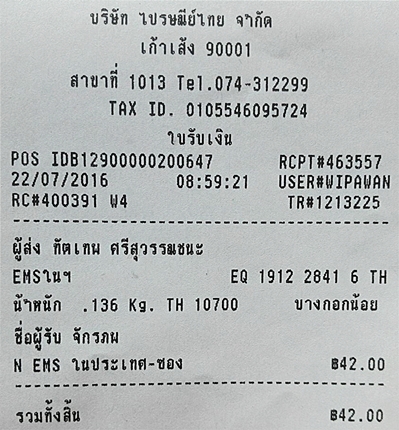 บริษัท ไปรษณีย์ไทย จำกัด
เก้าเส้ง 90001
สาขาที่ 1013 Tel.074-312299
TAX ID. 0105546095724
ใบรับเงิน
POS IDB12900000200647 RCPT#463557
22/07/2016 08:59:21 USER#WIPAWAN
RC#400391 W4 TR#1213225
ผู้ส่ง ทัตเทพ ศรีสุวรรณชนะ
EMSในฯ EQ 1912 2841 6 TH
น้ำหนัก .136 Kg. TH 10700 บางกอกน้อย
ชื่อผู้รับ จักรภพ
N EMS ในประเทศ-ซอง ฿42.00
รวมทั้งสิ้น ฿42.00